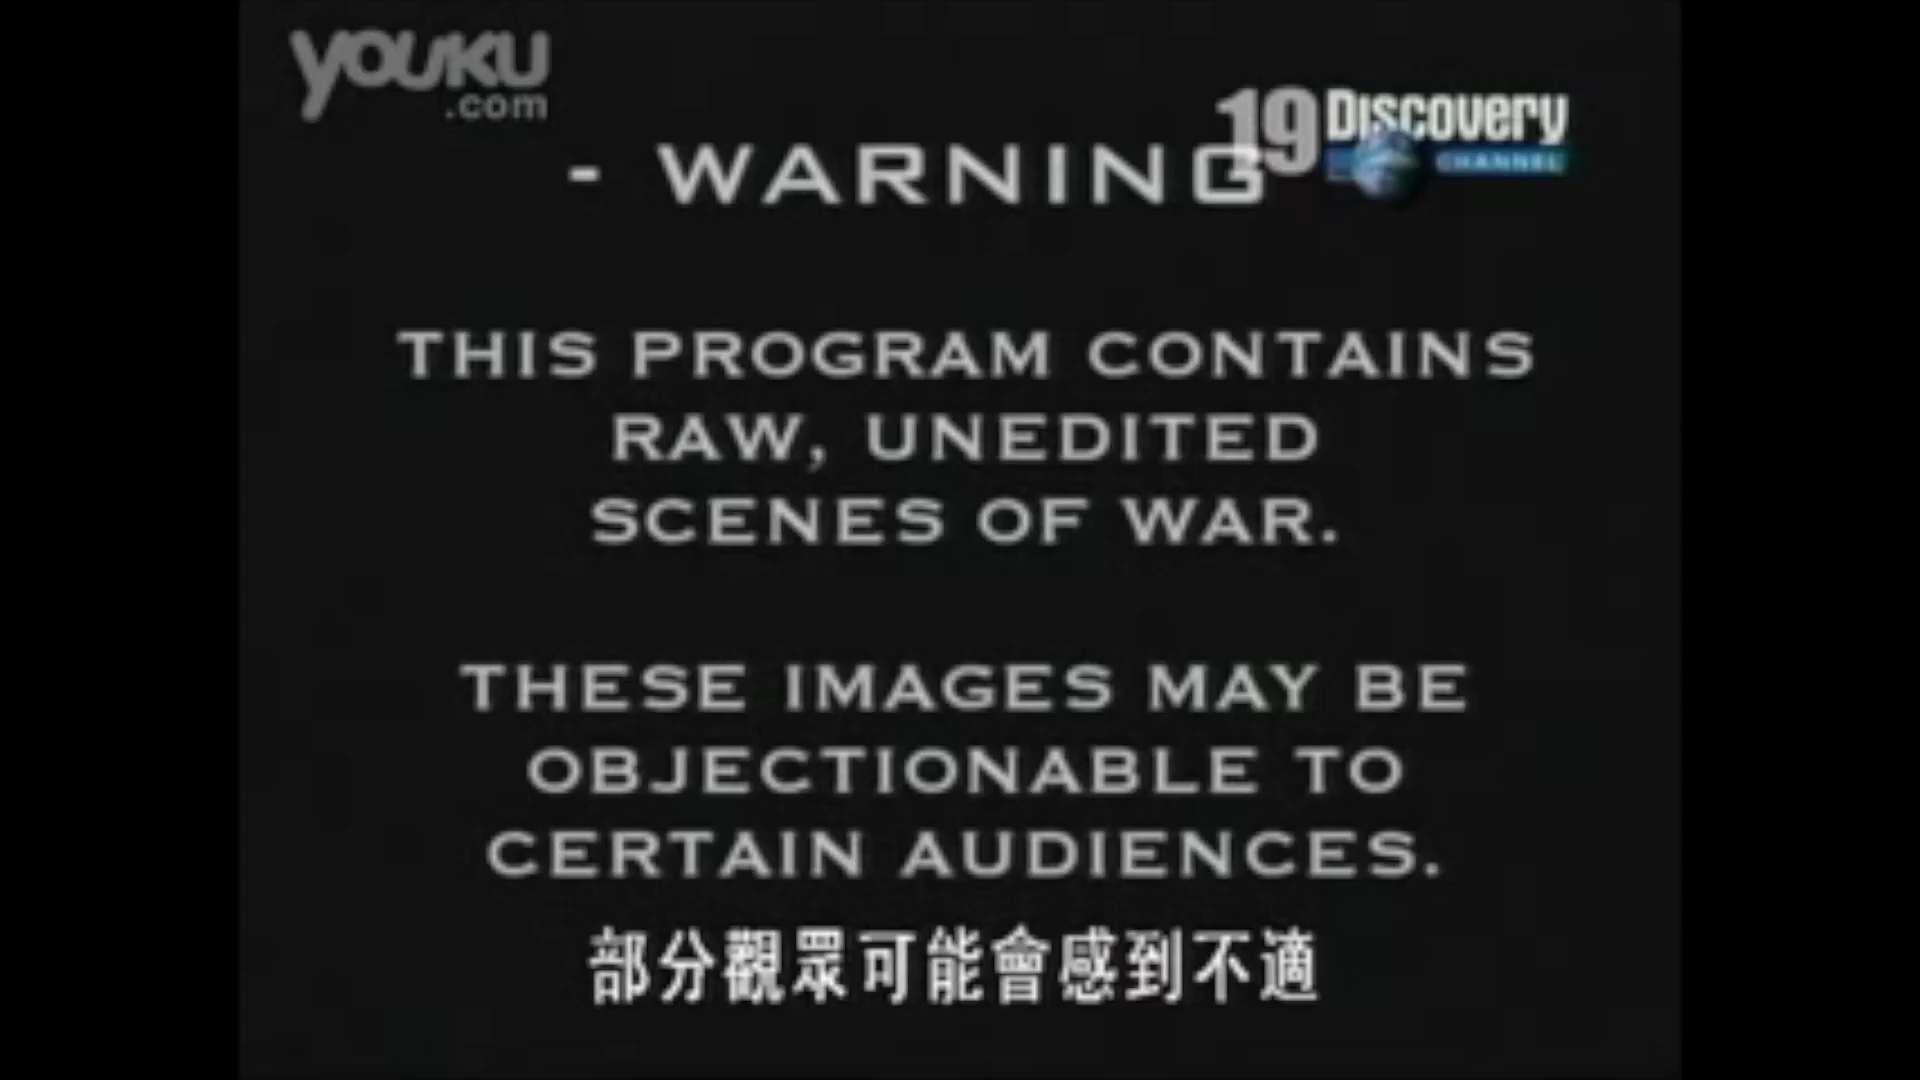 youku
.com
19 Discovery
CHANNEL
- WARNING
THIS PROGRAM CONTAINS
RAW, UNEDITED
SCENES OF WAR.
THESE IMAGES MAY BE
OBJECTIONABLE TO
CERTAIN AUDIENCES.
部分觀眾可能會感到不適